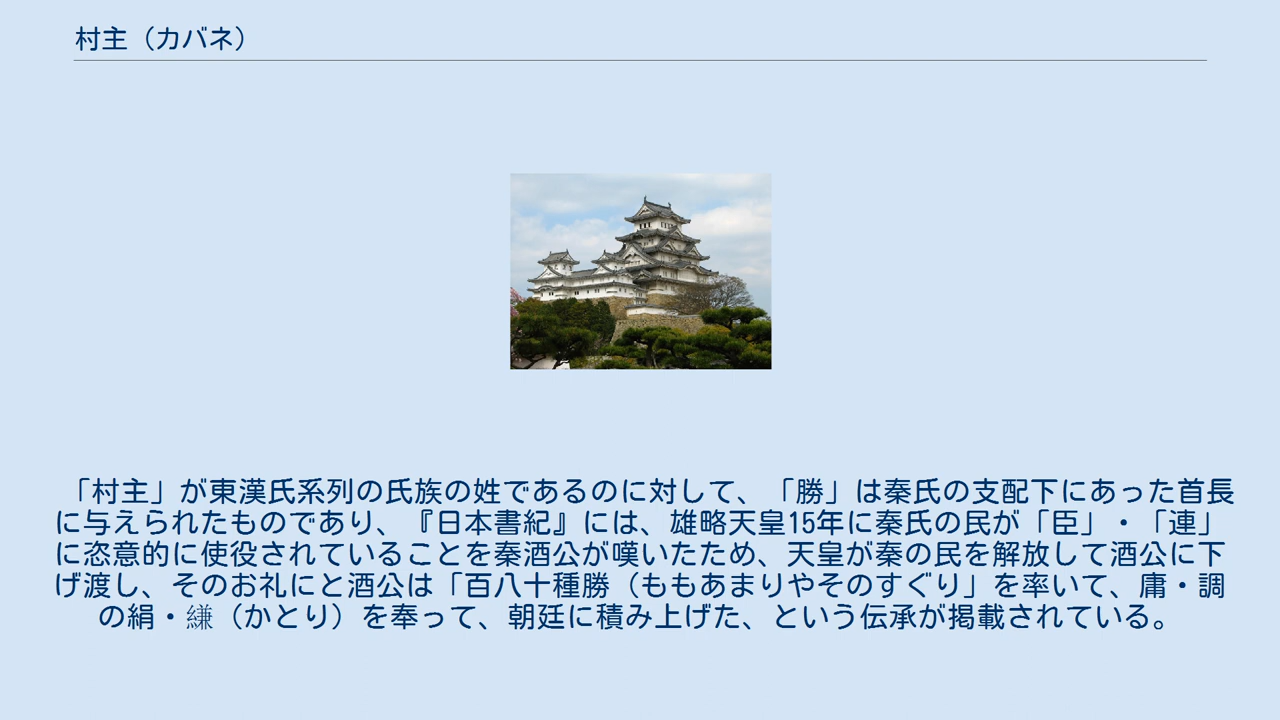 村主（カバネ）
「村主」が東漢氏系列の氏族の姓であるのに対して、「勝」は秦氏の支配下にあった首長
に与えられたものであり、『日本書紀』には、雄略天皇15年に秦氏の民が「臣」・「連」
に恣意的に使役されていることを秦酒公が嘆いたため、天皇が秦の民を解放して酒公に下
げ渡し、そのお礼にと酒公は「百八十種勝（ももあまりやそのすぐり」を率いて、庸・調
の絹・縑（かとり）を奉って、朝廷に積み上げた、という伝承が掲載されている。